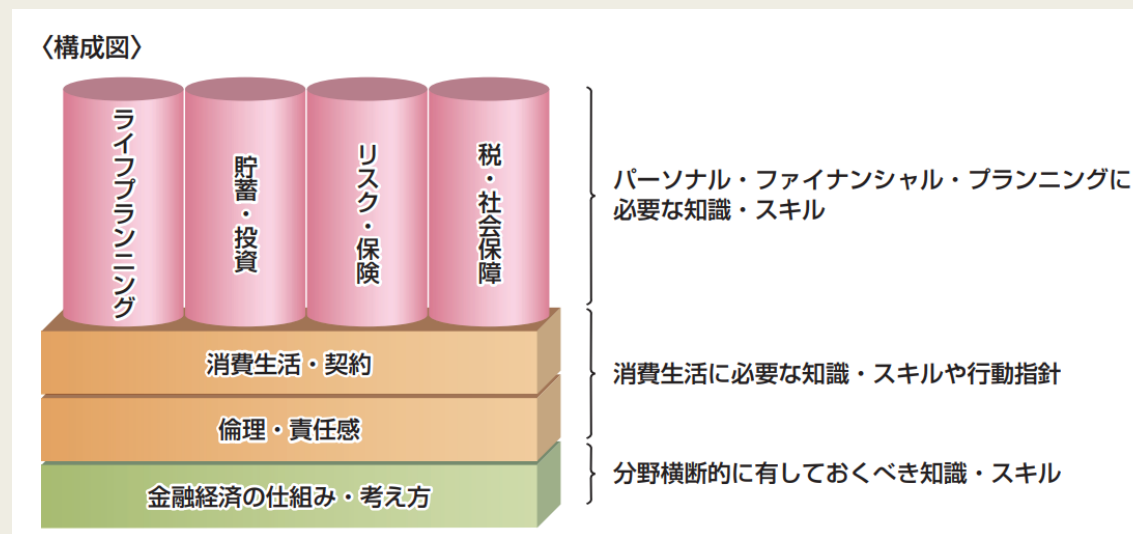 〈構成図〉
ライフプランニング
貯蓄・投資
リスク・保険
税・社会保障
パーソナル・ファイナンシャル・プランニングに
必要な知識・スキル
消費生活・契約
倫理・責任感
消費生活に必要な知識・スキルや行動指針
金融経済の仕組み・考え方
分野横断的に有しておくべき知識・スキル